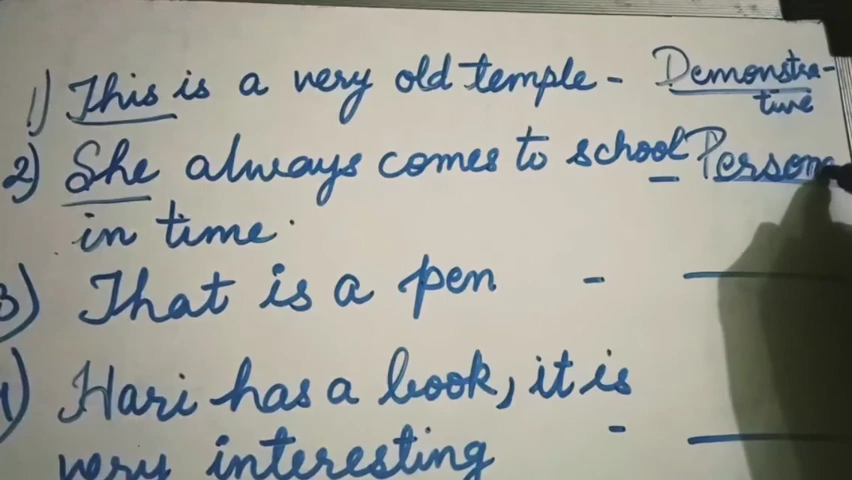 1) This is a very old temple - Demonstra-
tive
2) She always comes to school - Person
in time.
3) That is a pen -
Hari has a book, it is
very interesting -